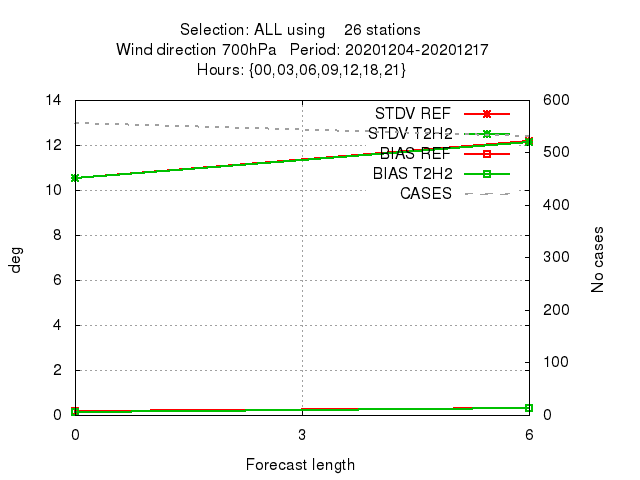 Selection: ALL using 26 stations
Wind direction 700hPa Period: 20201204-20201217
Hours: {00,03,06,09,12,18,21}
14
12
10
8
6
4
2
0
deg
600
500
400
300
200
100
0
No cases
STDV REF
STDV T2H2
BIAS REF
BIAS T2H2
CASES
0 3 6
Forecast length